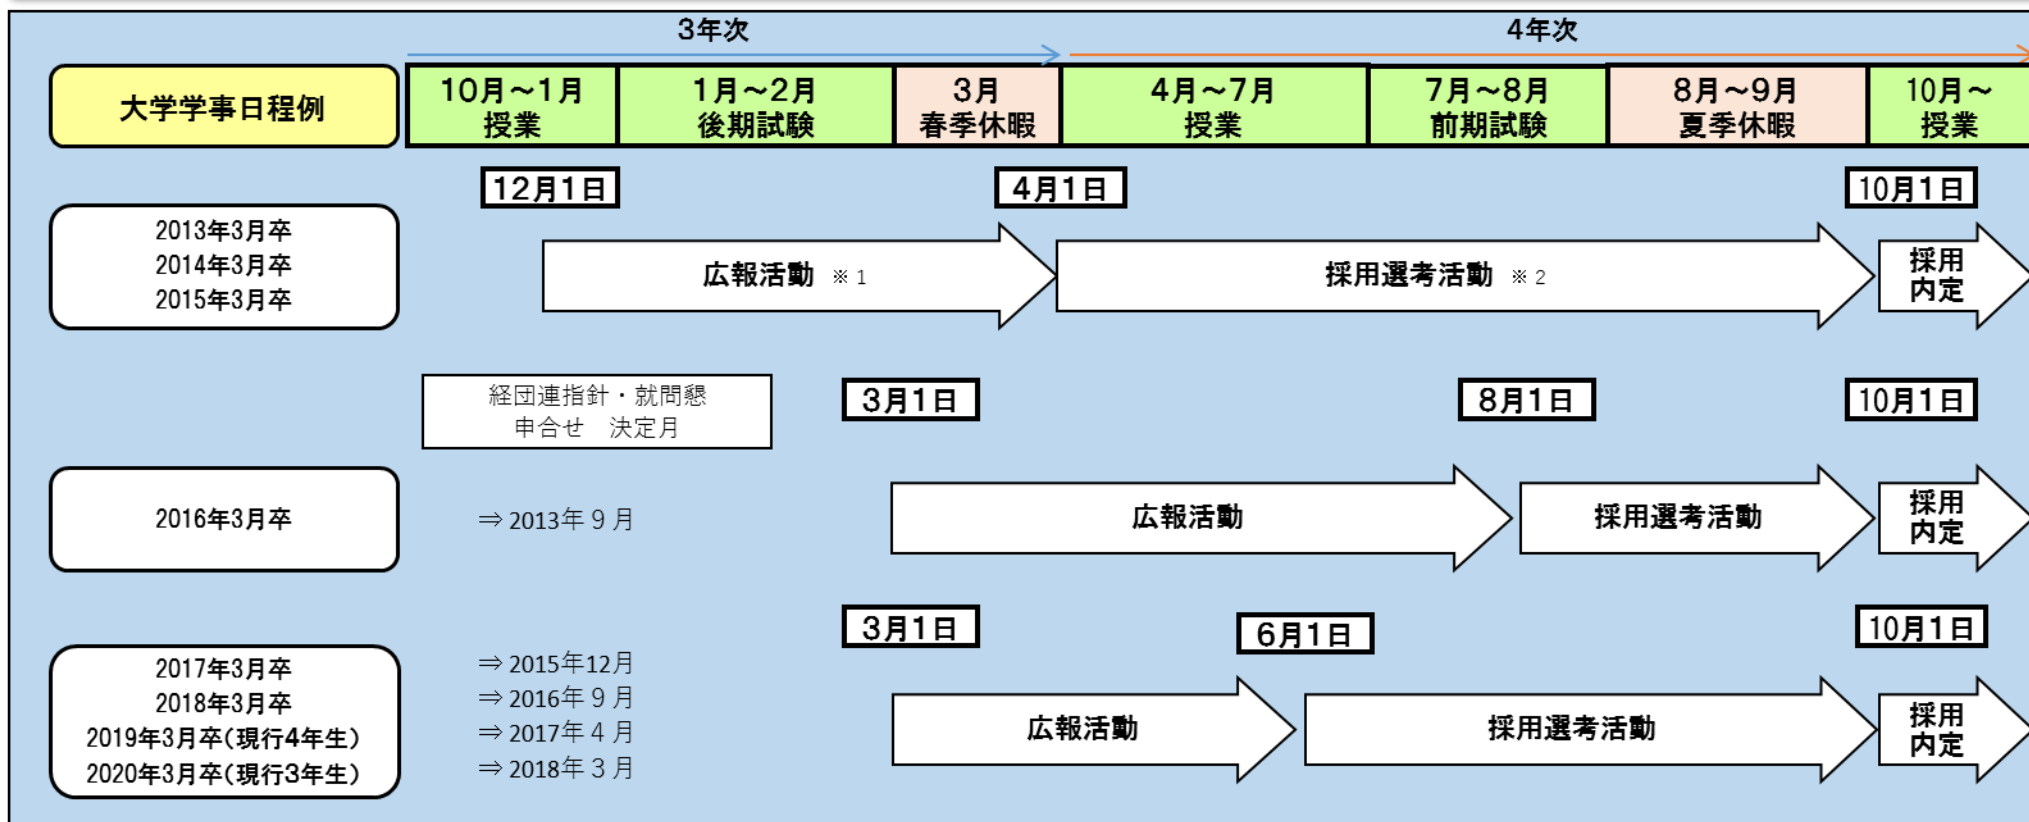 3年次
4年次
大学学事日程例
10月～1月
授業
1月～2月
後期試験
3月
春季休暇
4月～7月
授業
7月～8月
前期試験
8月～9月
夏季休暇
10月～
授業
12月1日
4月1日
10月1日
2013年3月卒
2014年3月卒
2015年3月卒
広報活動 ※1
採用選考活動 ※2
採用
内定
経団連指針・就問懇
申合せ 決定月
3月1日
8月1日
10月1日
2016年3月卒
⇒ 2013年９月
広報活動
採用選考活動
採用
内定
3月1日
6月1日
10月1日
2017年3月卒
2018年3月卒
2019年3月卒(現行4年生)
2020年3月卒(現行3年生)
⇒ 2015年12月
⇒ 2016年９月
⇒ 2017年４月
⇒ 2018年３月
広報活動
採用選考活動
採用
内定